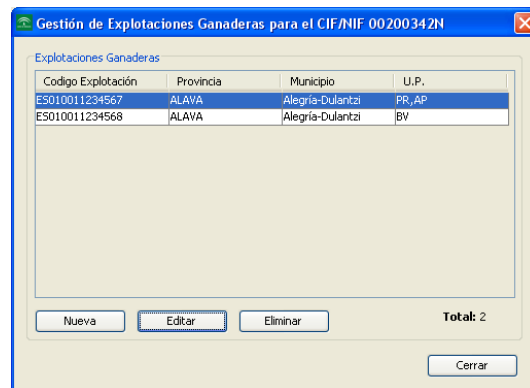 Gestión de Explotaciones Ganaderas para el CIF/NIF 00200342N
Explotaciones Ganaderas
Codigo Explotación Provincia Municipio U.P.
ES010011234567 ALAVA Alegría-Dulantzi PR,AP
ES010011234568 ALAVA Alegría-Dulantzi BV
Nueva Editar Eliminar Total: 2
Cerrar